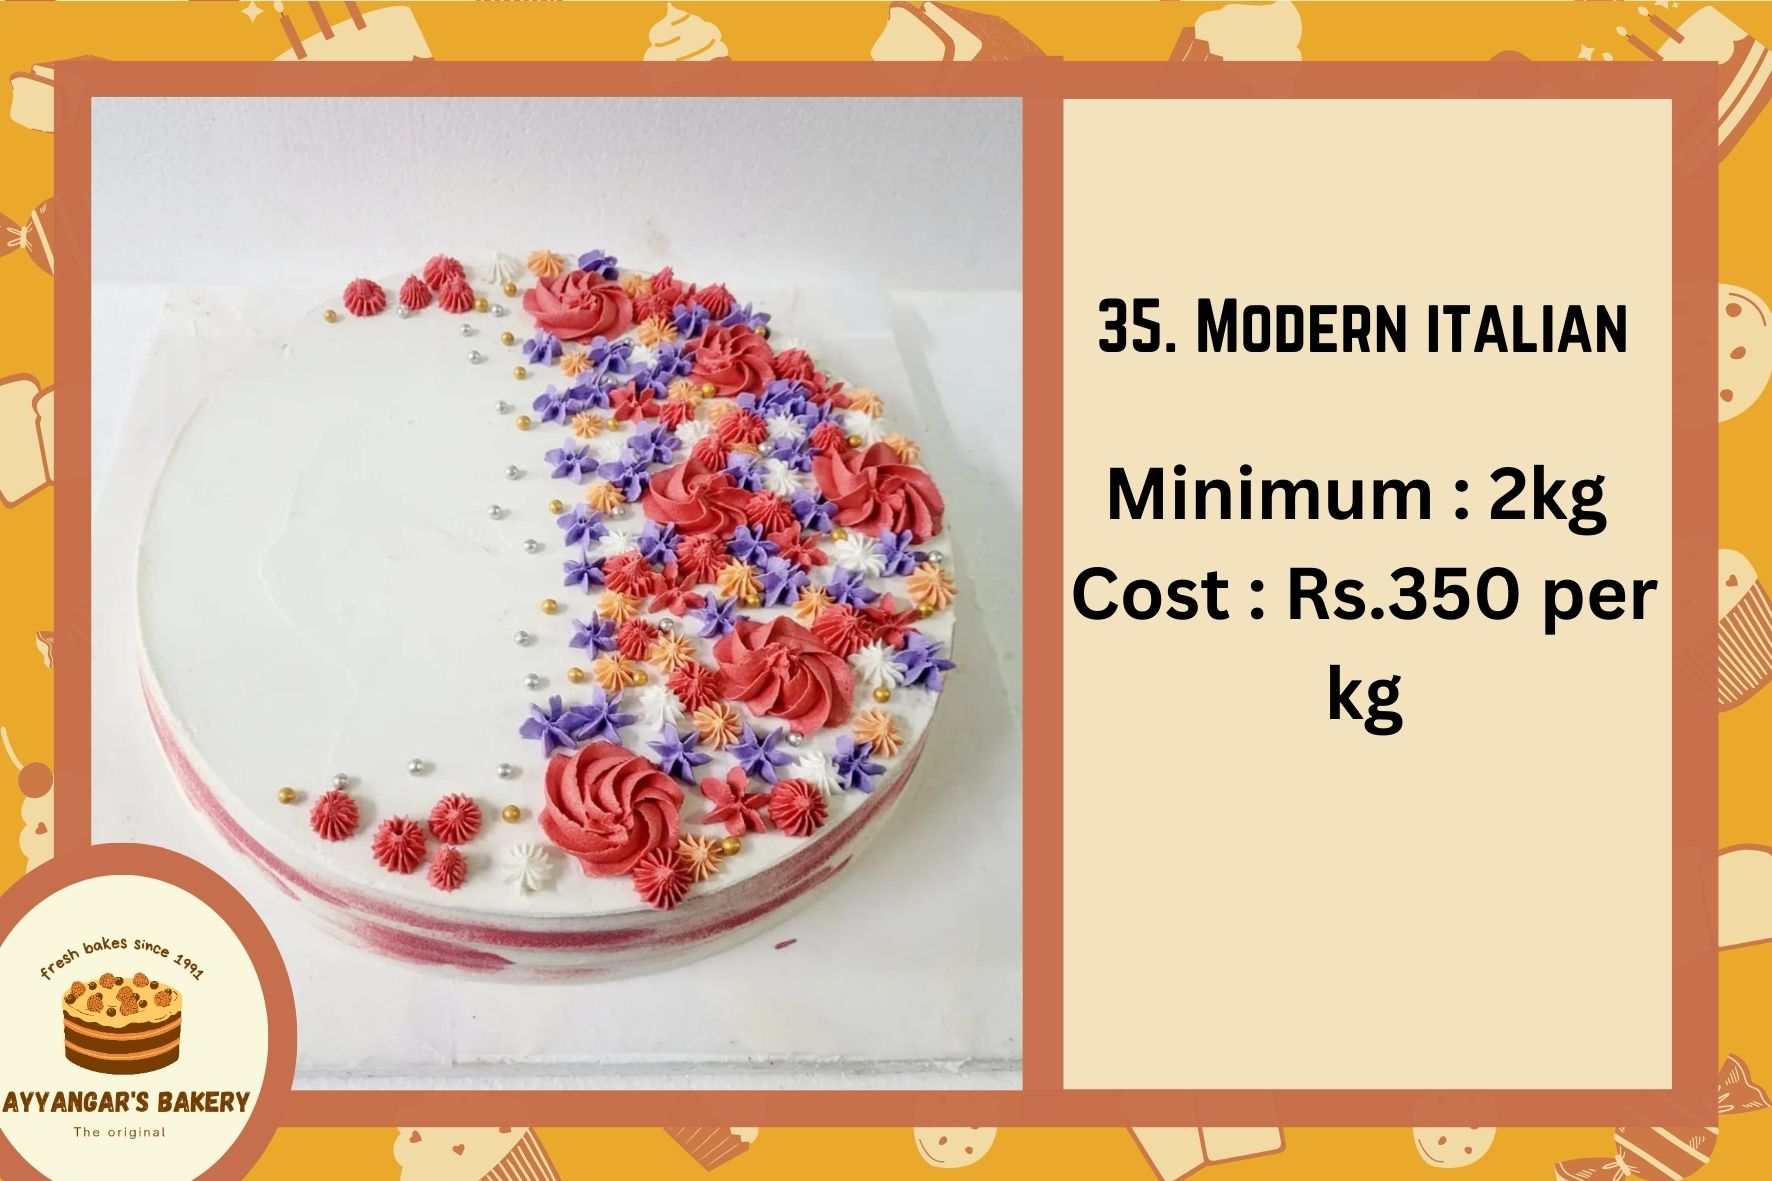 35. Modern italian
Minimum : 2kg
Cost : Rs.350 per
kg
fresh bakes since 1991
AYYANGAR'S BAKERY
The original